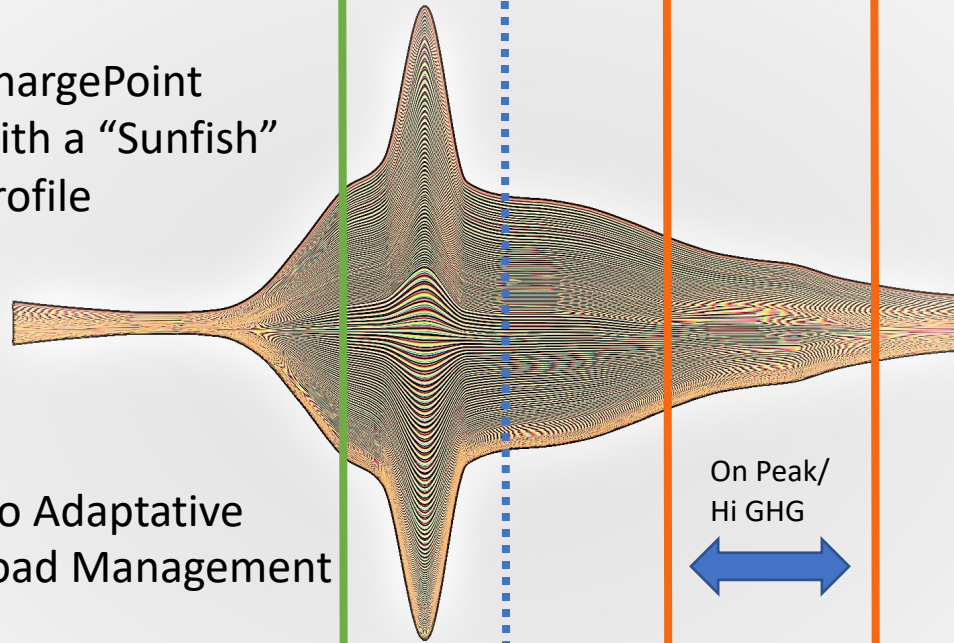 hargePoint
ith a “Sunfish”
rofile
o Adaptative
oad Management
On Peak/
Hi GHG